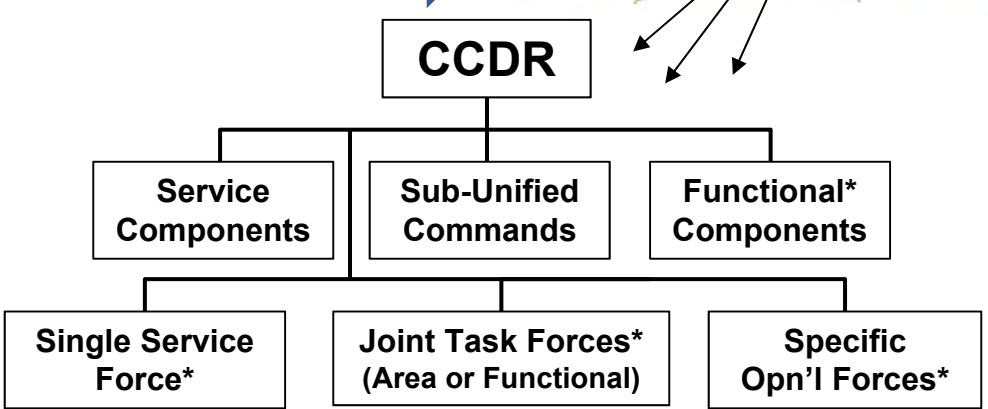 CCDR
Service
Components
Sub-Unified
Commands
Functional*
Components
Single Service
Force*
Joint Task Forces*
(Area or Functional)
Specific
Opn'l Forces*